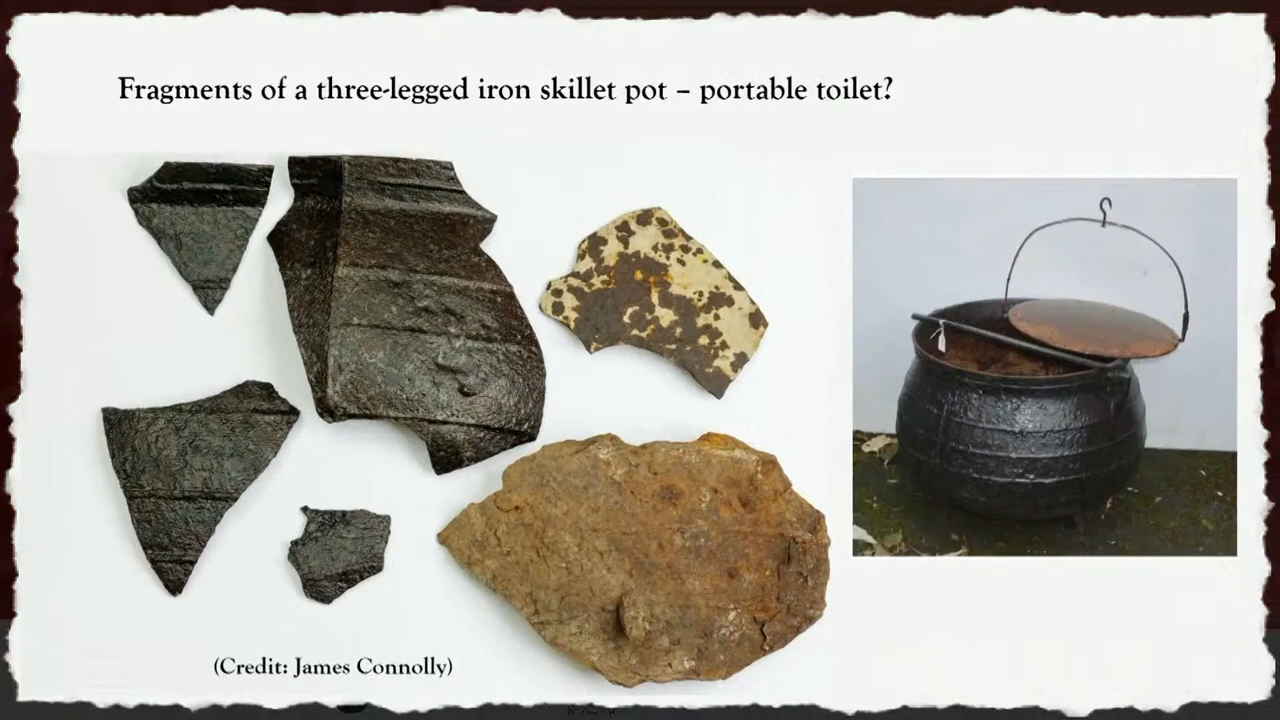 Fragments of a three-legged iron skillet pot – portable toilet?
(Credit: James Connolly)